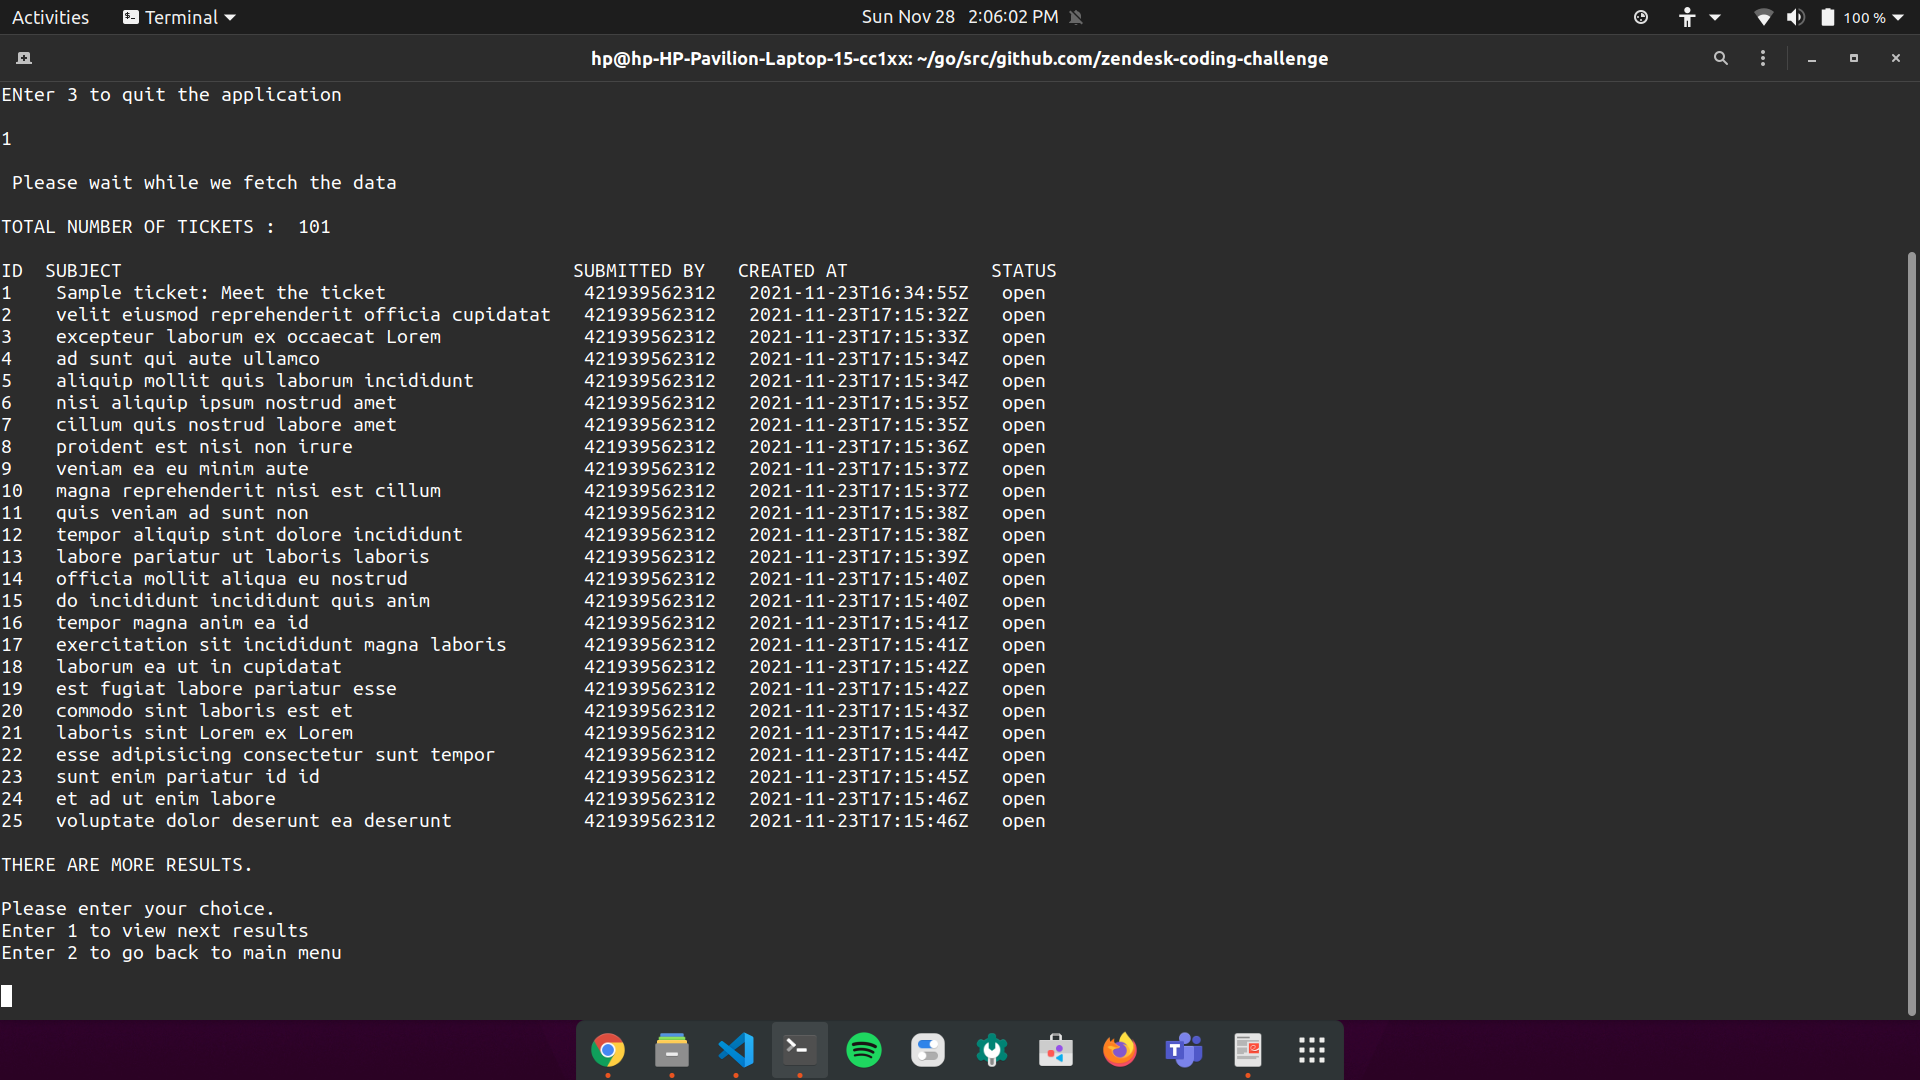 Activities Terminal Sun Nov 28 2:06:02 PM 100 %
hp@hp-HP-Pavilion-Laptop-15-cc1xx: ~/go/src/github.com/zendesk-coding-challenge
ENter 3 to quit the application
1
Please wait while we fetch the data
TOTAL NUMBER OF TICKETS : 101
ID SUBJECT SUBMITTED BY CREATED AT STATUS
1 Sample ticket: Meet the ticket 421939562312 2021-11-23T16:34:55Z open
2 velit eiusmod reprehenderit officia cupidatat 421939562312 2021-11-23T17:15:32Z open
3 excepteur laborum ex occaecat Lorem 421939562312 2021-11-23T17:15:33Z open
4 ad sunt qui aute ullamco 421939562312 2021-11-23T17:15:34Z open
5 aliquip mollit quis laborum incididunt 421939562312 2021-11-23T17:15:34Z open
6 nisi aliquip ipsum nostrud amet 421939562312 2021-11-23T17:15:35Z open
7 cillum quis nostrud labore amet 421939562312 2021-11-23T17:15:35Z open
8 proident est nisi non irure 421939562312 2021-11-23T17:15:36Z open
9 veniam ea eu minim aute 421939562312 2021-11-23T17:15:37Z open
10 magna reprehenderit nisi est cillum 421939562312 2021-11-23T17:15:37Z open
11 quis veniam ad sunt non 421939562312 2021-11-23T17:15:38Z open
12 tempor aliquip sint dolore incididunt 421939562312 2021-11-23T17:15:38Z open
13 labore pariatur ut laboris laboris 421939562312 2021-11-23T17:15:39Z open
14 officia mollit aliqua eu nostrud 421939562312 2021-11-23T17:15:40Z open
15 do incididunt incididunt quis anim 421939562312 2021-11-23T17:15:40Z open
16 tempor magna anim ea id 421939562312 2021-11-23T17:15:41Z open
17 exercitation sit incididunt magna laboris 421939562312 2021-11-23T17:15:41Z open
18 laborum ea ut in cupidatat 421939562312 2021-11-23T17:15:42Z open
19 est fugiat labore pariatur esse 421939562312 2021-11-23T17:15:42Z open
20 commodo sint laboris est et 421939562312 2021-11-23T17:15:43Z open
21 laboris sint Lorem ex Lorem 421939562312 2021-11-23T17:15:44Z open
22 esse adipisicing consectetur sunt tempor 421939562312 2021-11-23T17:15:44Z open
23 sunt enim pariatur id id 421939562312 2021-11-23T17:15:45Z open
24 et ad ut enim labore 421939562312 2021-11-23T17:15:46Z open
25 voluptate dolor deserunt ea deserunt 421939562312 2021-11-23T17:15:46Z open
THERE ARE MORE RESULTS.
Please enter your choice.
Enter 1 to view next results
Enter 2 to go back to main menu